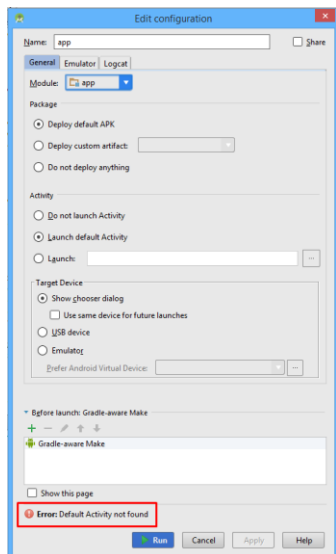 Edit configuration
Name: app
Share
General Emulator Logcat
Module: app
Package
Deploy default APK
Deploy custom artifact:
Do not deploy anything
Activity
Do not launch Activity
Launch default Activity
Launch:
...
Target Device
Show chooser dialog
Use same device for future launches
USB device
Emulator
Prefer Android Virtual Device:
...
Before launch: Gradle-aware Make
Gradle-aware Make
Show this page
Error: Default Activity not found
Run Cancel Apply Help